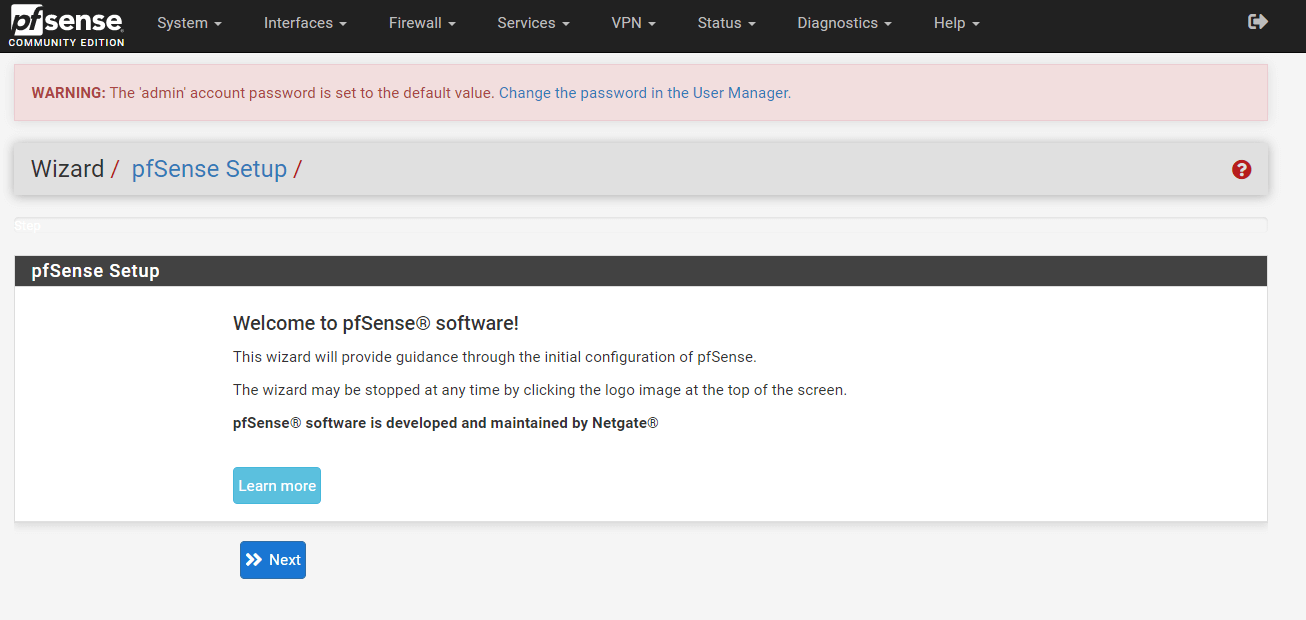 pfsense
COMMUNITY EDITION
System Interfaces Firewall Services VPN Status Diagnostics Help
WARNING: The 'admin' account password is set to the default value. Change the password in the User Manager.
Wizard / pfSense Setup /
?
Step
pfSense Setup
Welcome to pfSense® software!
This wizard will provide guidance through the initial configuration of pfSense.
The wizard may be stopped at any time by clicking the logo image at the top of the screen.
pfSense® software is developed and maintained by Netgate®
Learn more
Next